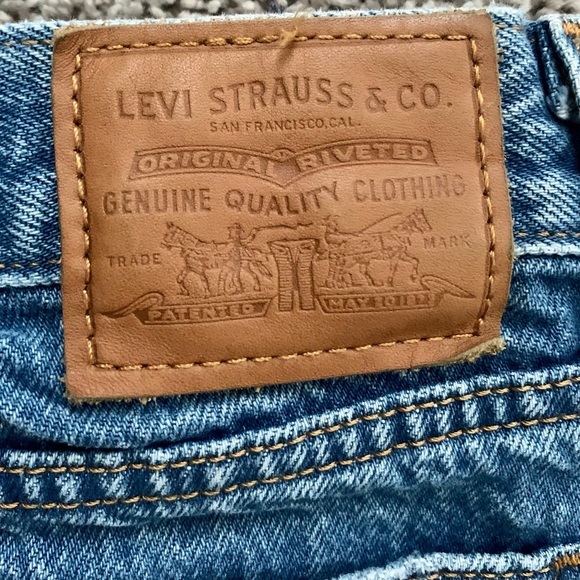 LEVI STRAUSS & CO.
SAN FRANCISCO, CAL.
ORIGINAL RIVETED
GENUINE QUALITY CLOTHING
TRADE MARK
PATENTED MAY 20 1873